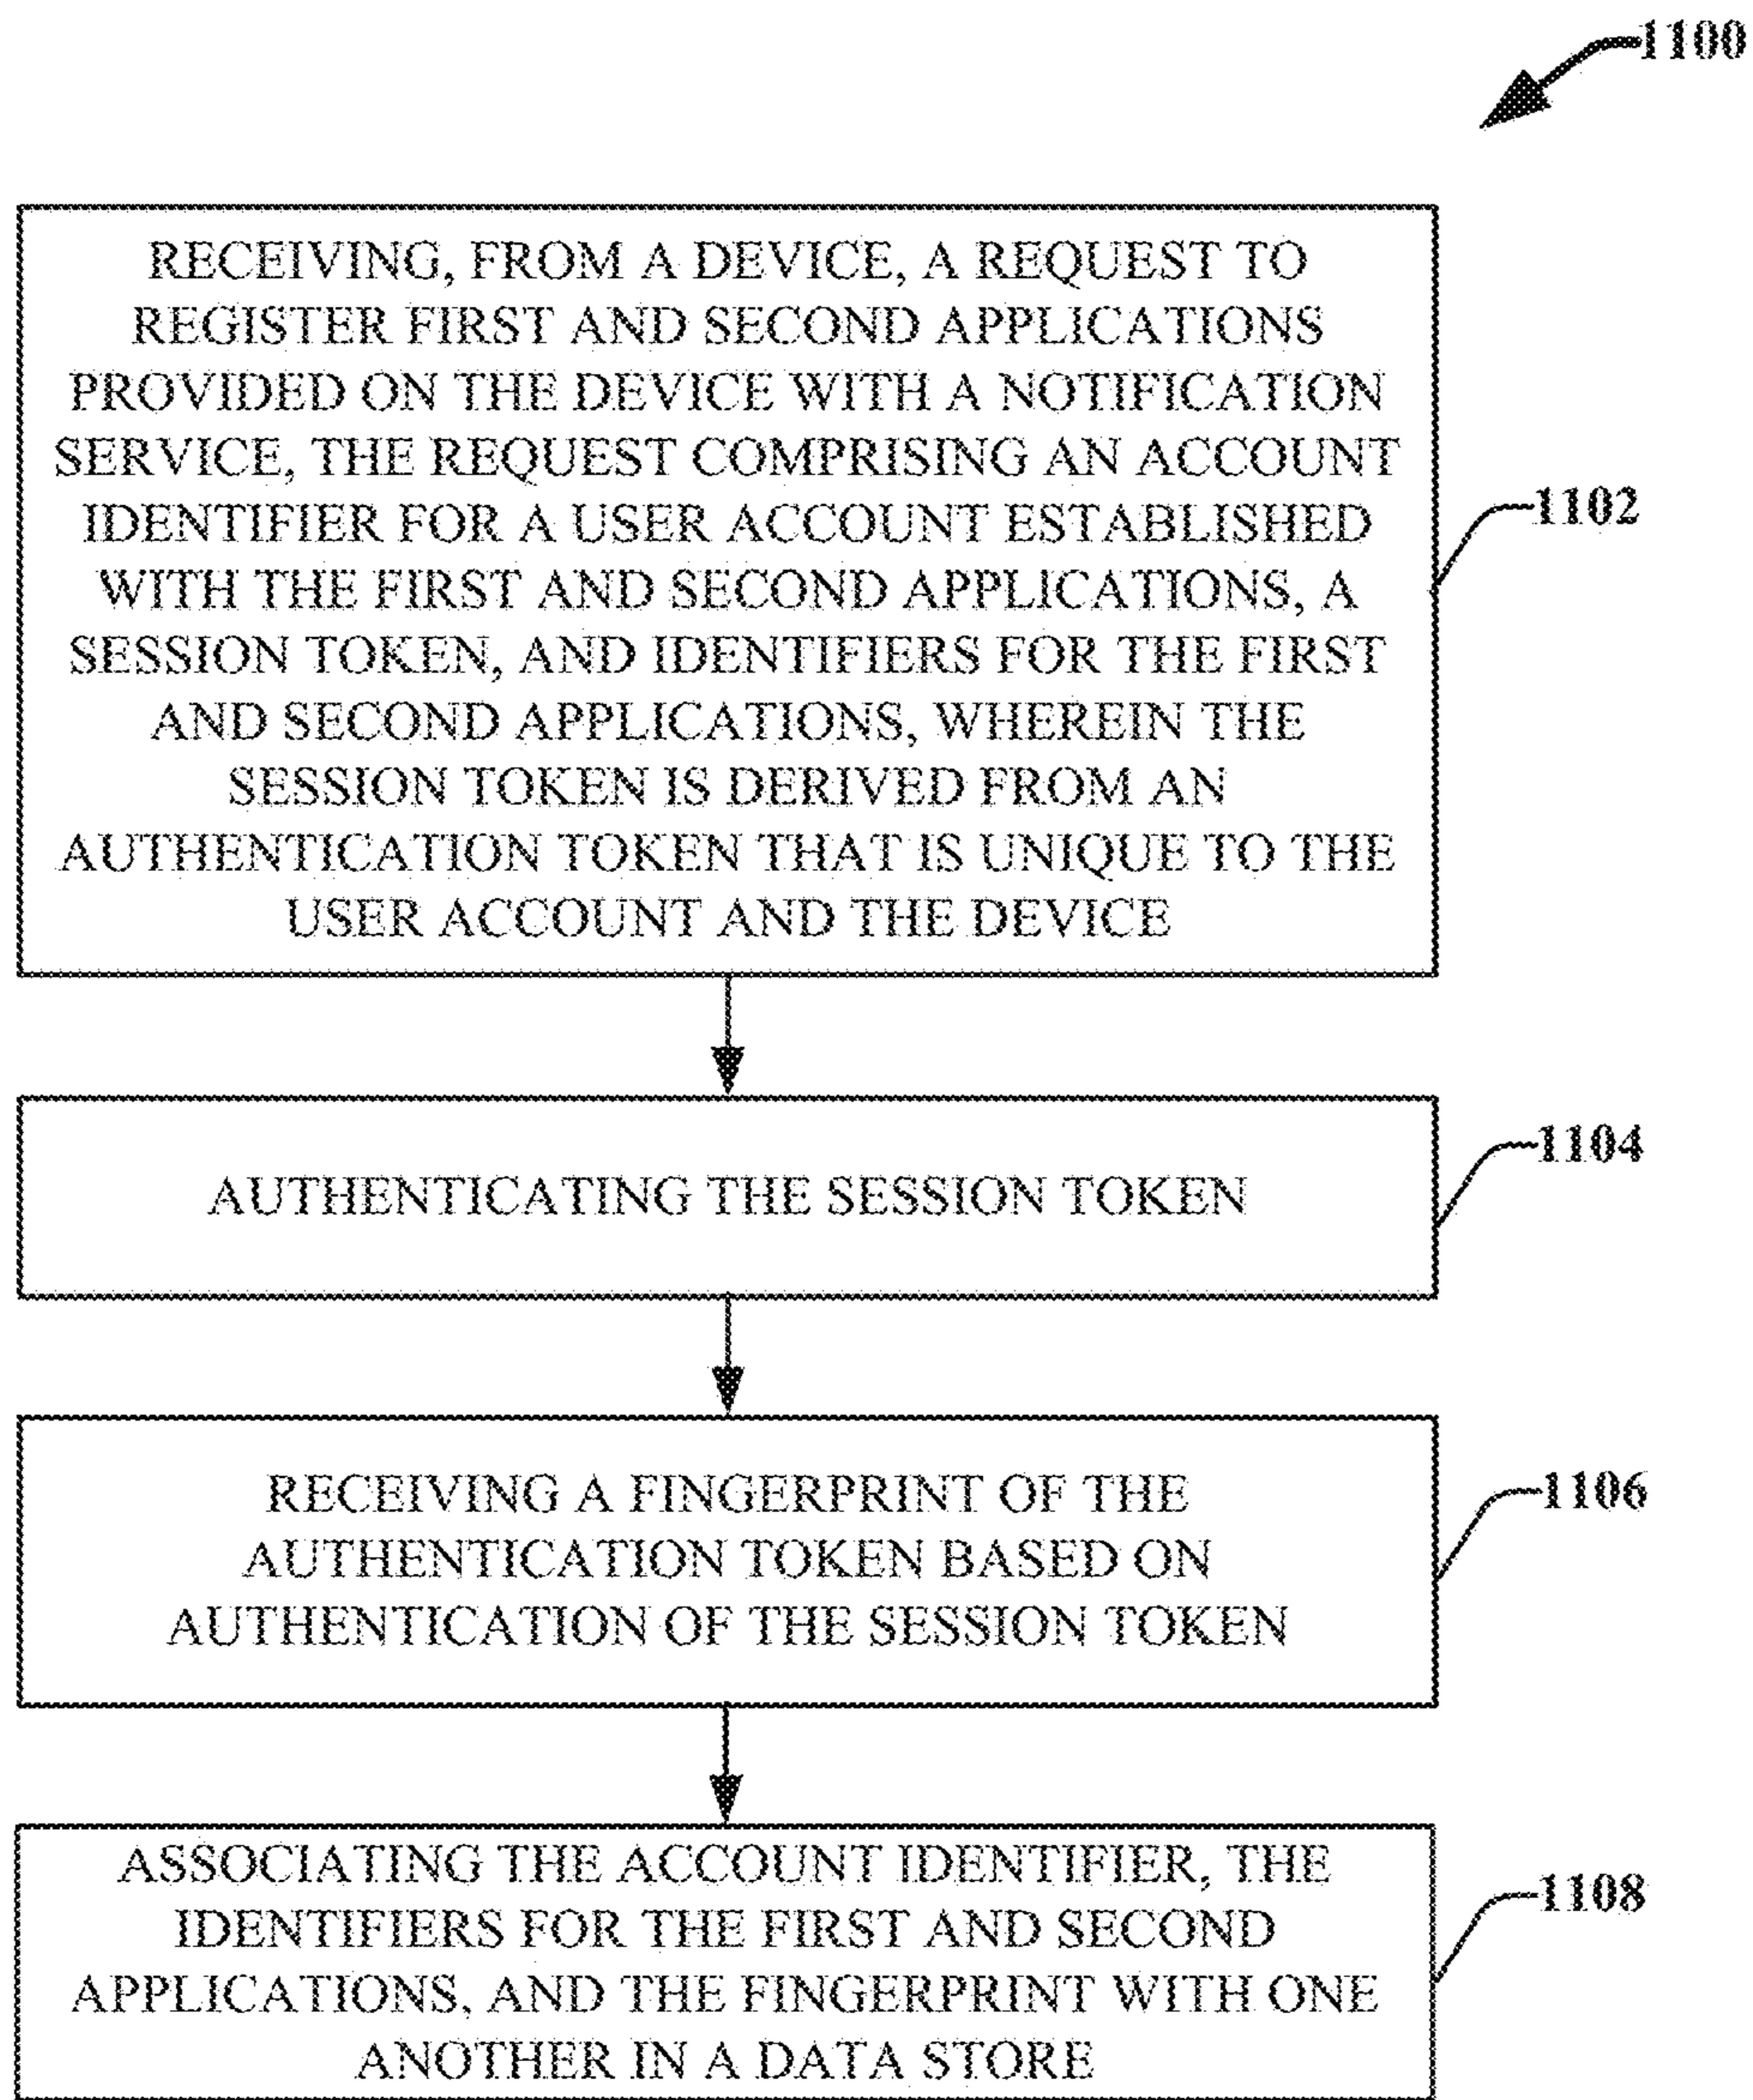 1100
RECEIVING, FROM A DEVICE, A REQUEST TO
REGISTER FIRST AND SECOND APPLICATIONS
PROVIDED ON THE DEVICE WITH A NOTIFICATION
SERVICE, THE REQUEST COMPRISING AN ACCOUNT
IDENTIFIER FOR A USER ACCOUNT ESTABLISHED
WITH THE FIRST AND SECOND APPLICATIONS, A
SESSION TOKEN, AND IDENTIFIERS FOR THE FIRST
AND SECOND APPLICATIONS, WHEREIN THE
SESSION TOKEN IS DERIVED FROM AN
AUTHENTICATION TOKEN THAT IS UNIQUE TO THE
USER ACCOUNT AND THE DEVICE
1102
AUTHENTICATING THE SESSION TOKEN
1104
RECEIVING A FINGERPRINT OF THE
AUTHENTICATION TOKEN BASED ON
AUTHENTICATION OF THE SESSION TOKEN
1106
ASSOCIATING THE ACCOUNT IDENTIFIER, THE
IDENTIFIERS FOR THE FIRST AND SECOND
APPLICATIONS, AND THE FINGERPRINT WITH ONE
ANOTHER IN A DATA STORE
1108